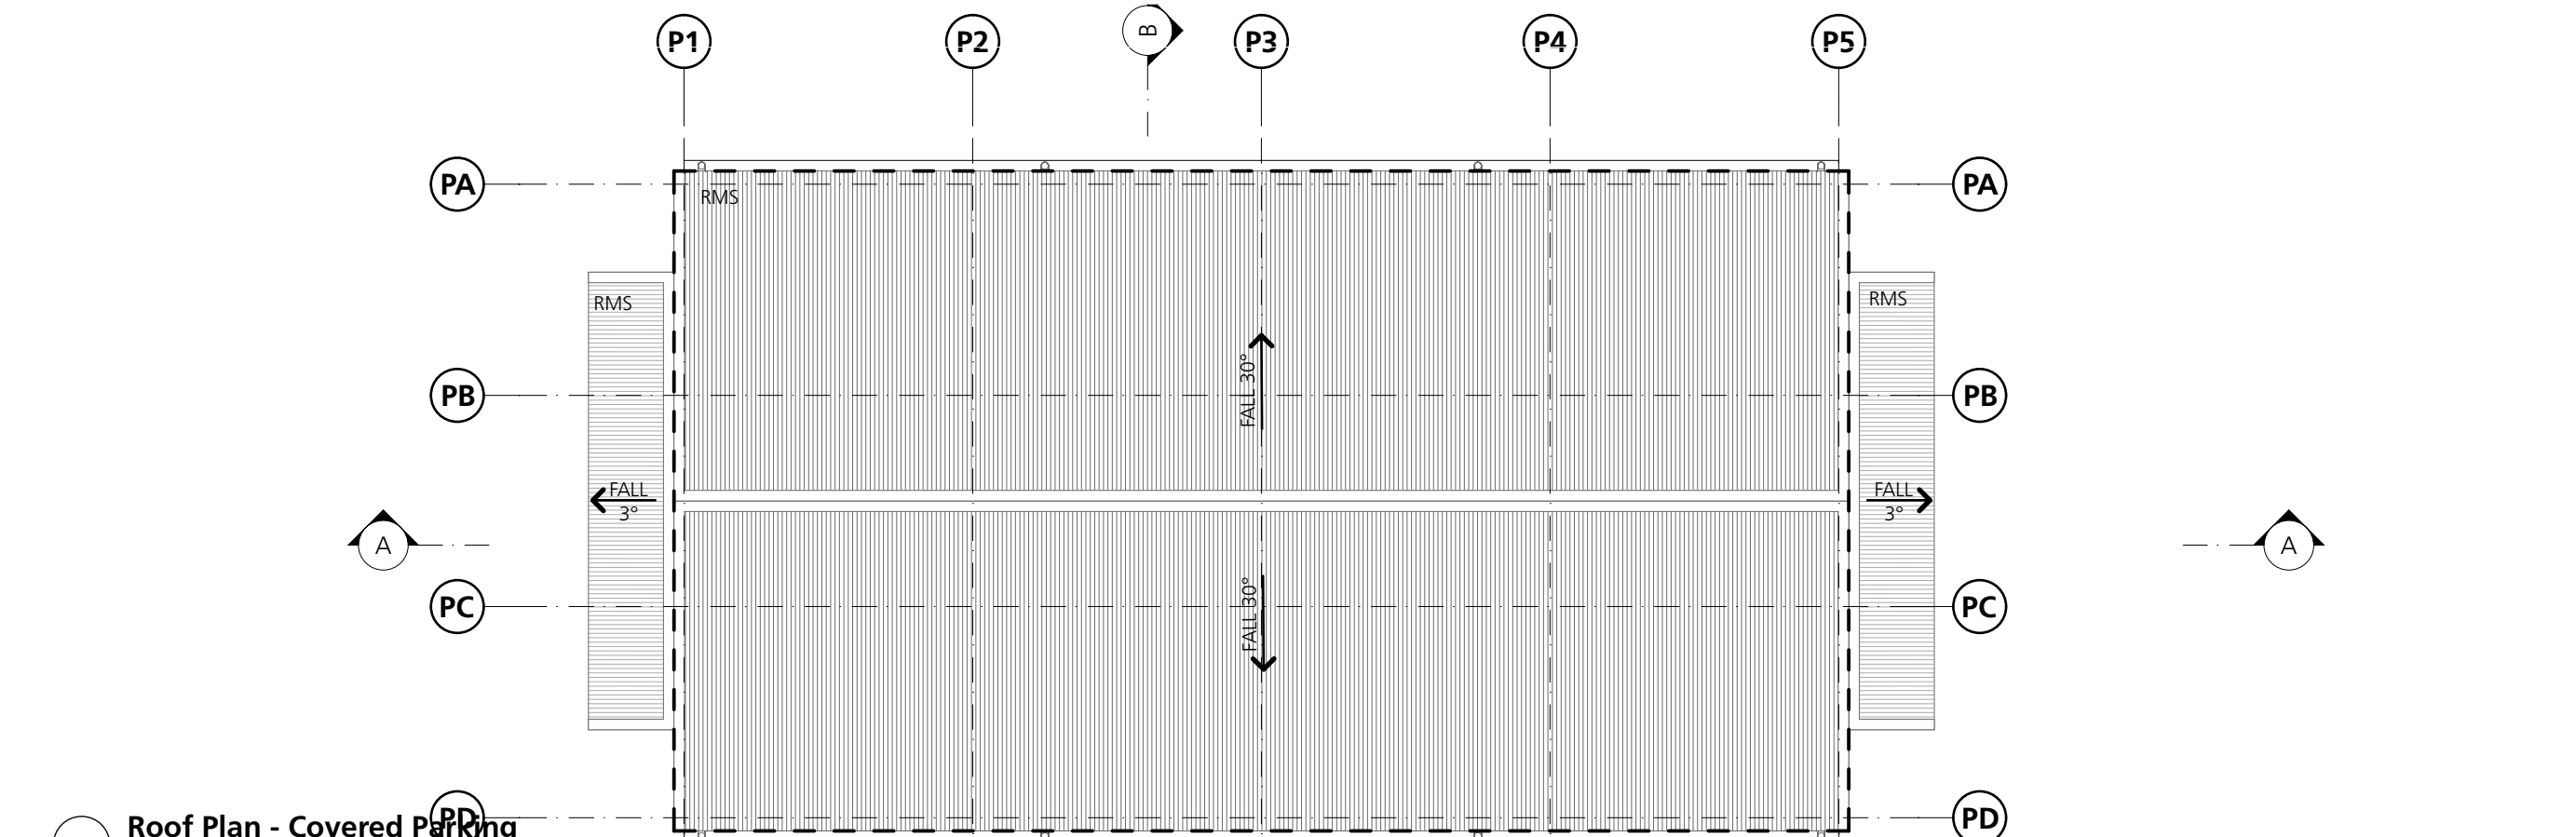 P1 P2 B P3 P4 P5
PA PA
RMS
RMS RMS
FALL 30°
PB PB
FALL
3°
FALL
3°
A A
FALL 30°
PC PC
PD PD
Roof Plan - Covered Parking